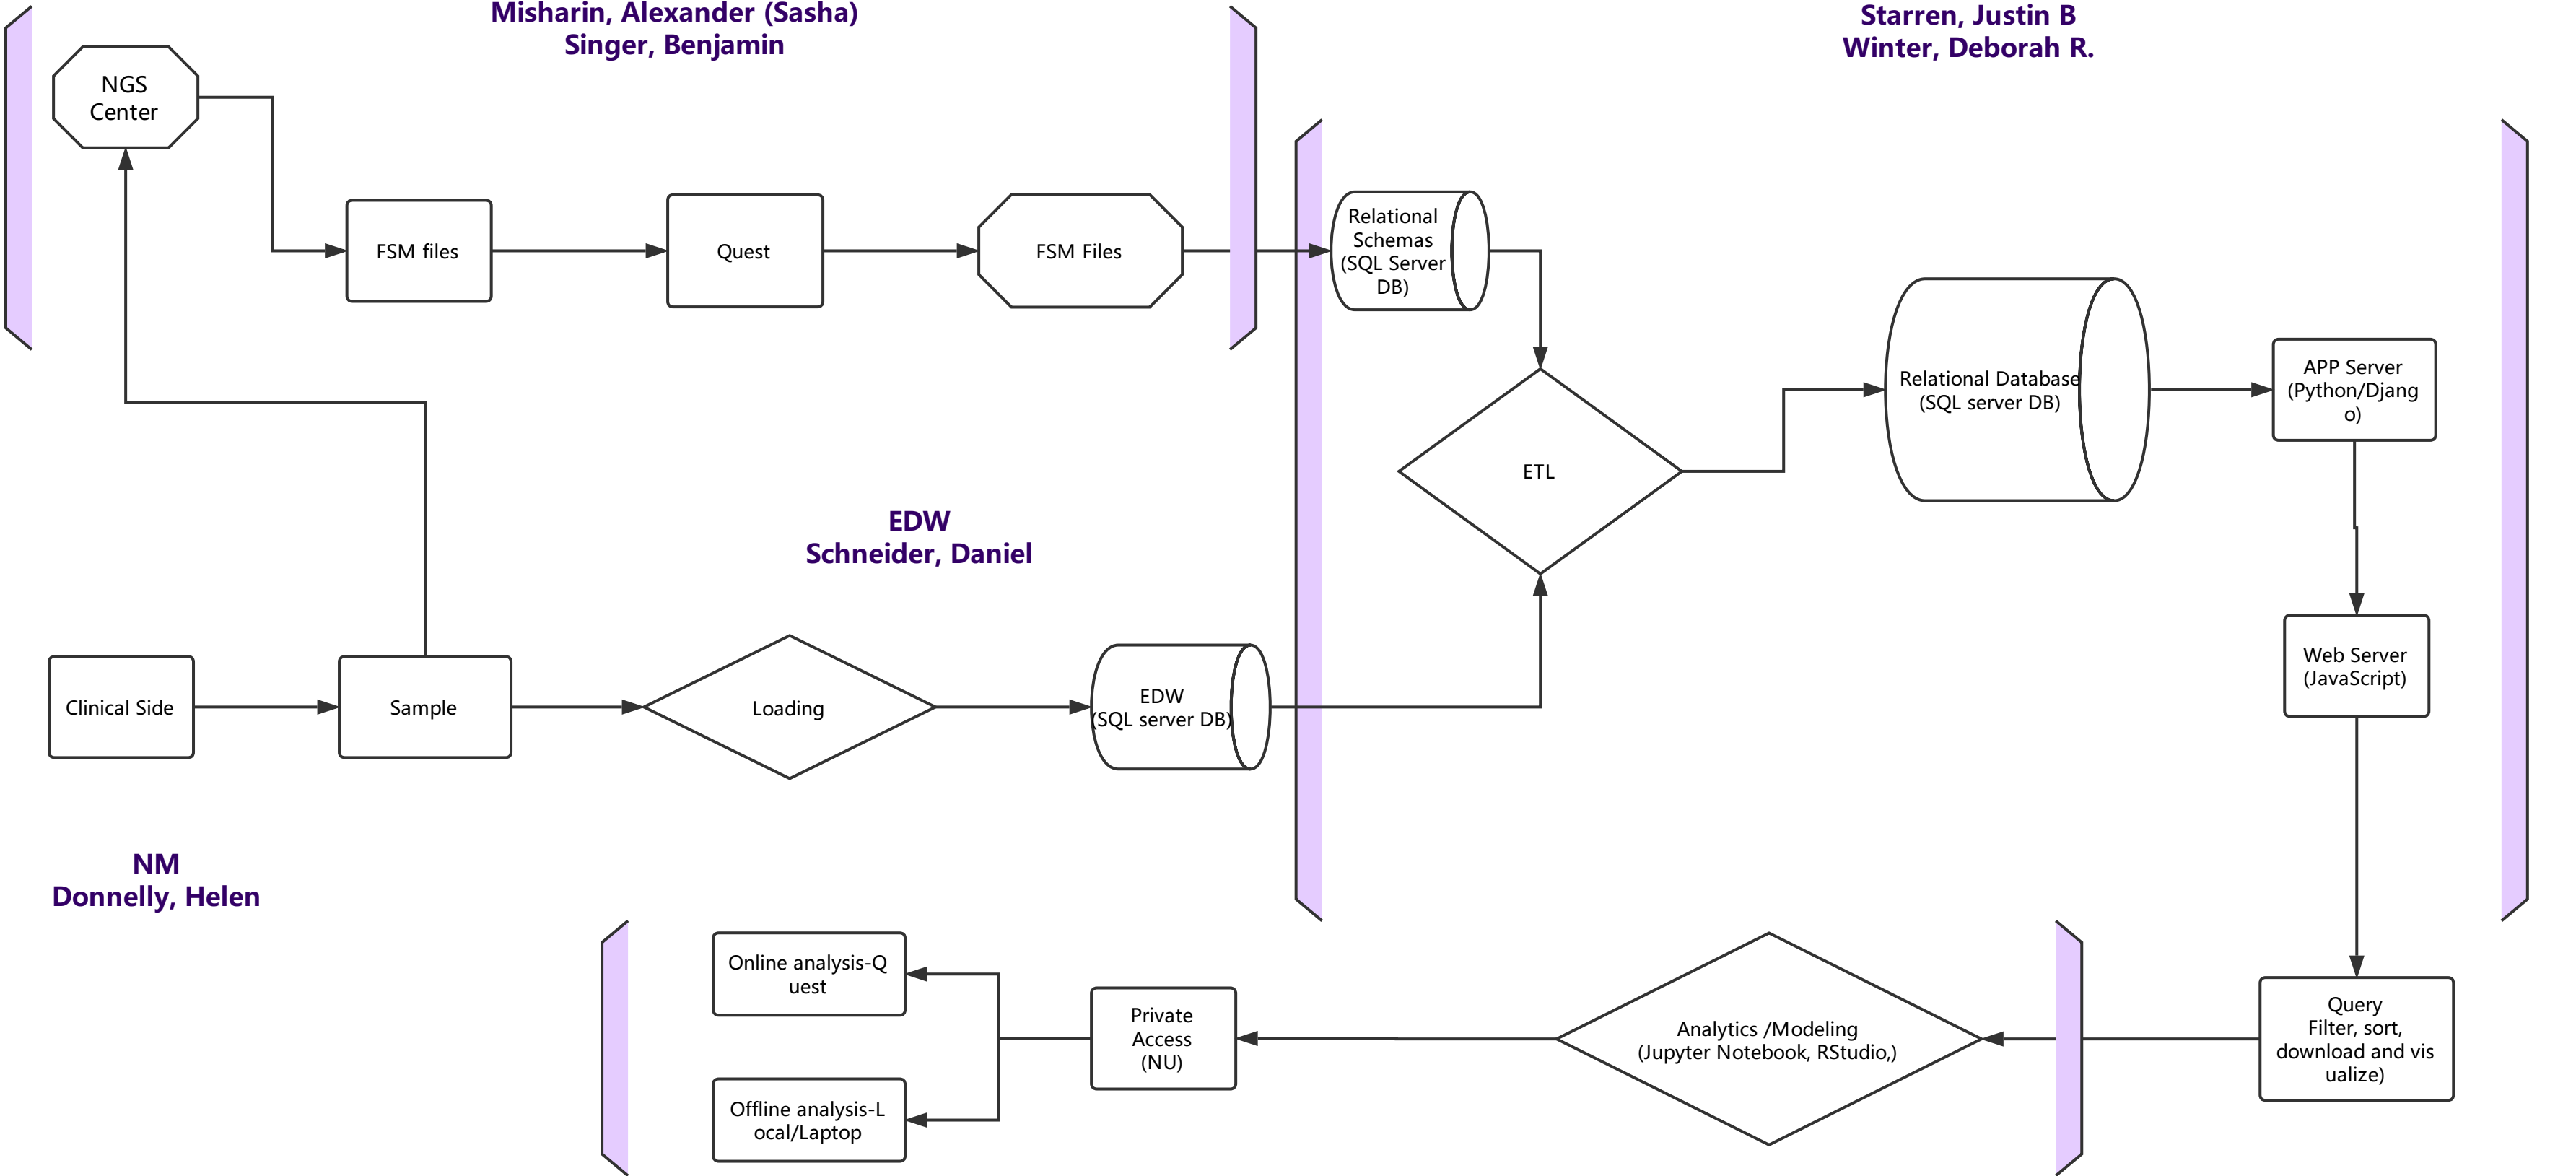 Misharin, Alexander (Sasha)
Singer, Benjamin
Starren, Justin B
Winter, Deborah R.
NGS
Center
FSM files
Quest
FSM Files
Relational
Schemas
(SQL Server
DB)
Relational Database
(SQL server DB)
APP Server
(Python/Djang
o)
ETL
EDW
Schneider, Daniel
Clinical Side
Sample
Loading
EDW
(SQL server DB)
Web Server
(JavaScript)
NM
Donnelly, Helen
Online analysis-Q
uest
Offline analysis-L
ocal/Laptop
Private
Access
(NU)
Analytics /Modeling
(Jupyter Notebook, RStudio,)
Query
Filter, sort,
download and vis
ualize)